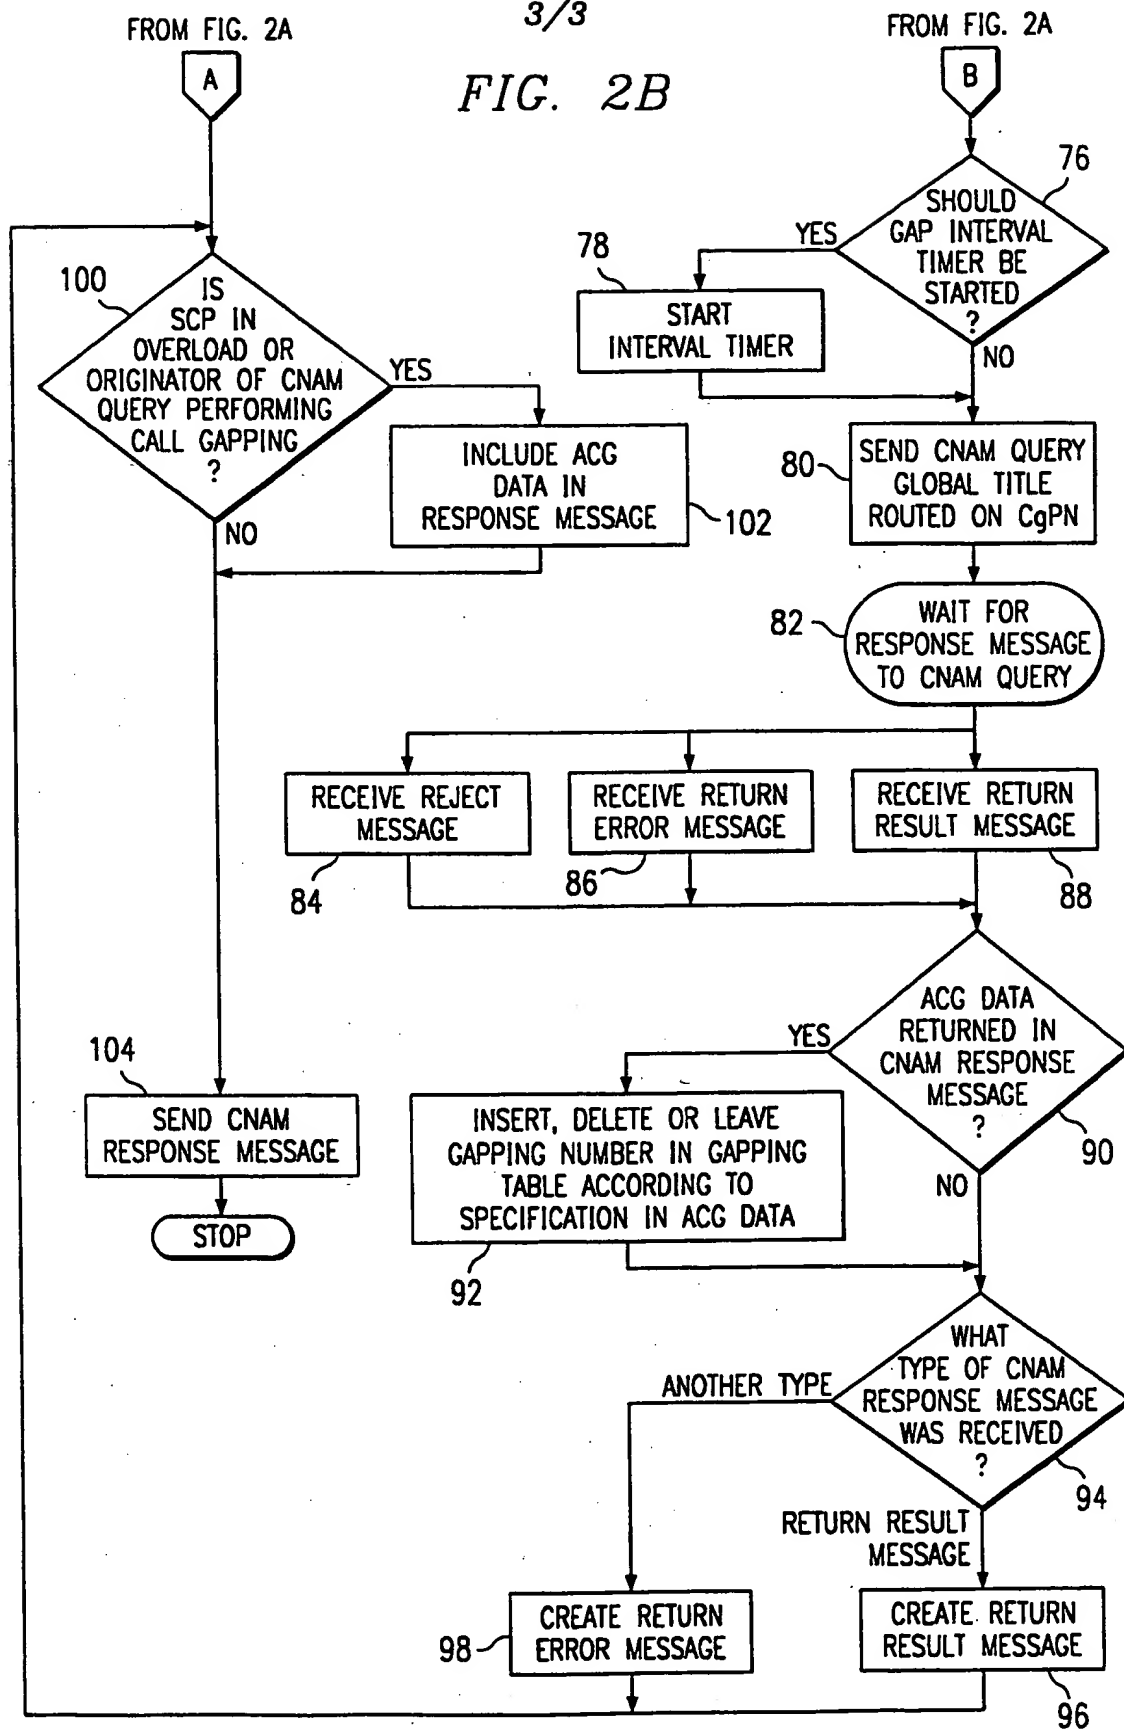 3/3
FROM FIG. 2A
A
FIG. 2B
FROM FIG. 2A
B
76
SHOULD
GAP INTERVAL
TIMER BE
STARTED
?
YES
NO
78
START
INTERVAL TIMER
100
IS
SCP IN
OVERLOAD OR
ORIGINATOR OF CNAM
QUERY PERFORMING
CALL GAPPING
?
YES
NO
INCLUDE ACG
DATA IN
RESPONSE MESSAGE
102
80
SEND CNAM QUERY
GLOBAL TITLE
ROUTED ON CgPN
82
WAIT FOR
RESPONSE MESSAGE
TO CNAM QUERY
RECEIVE REJECT
MESSAGE
84
RECEIVE RETURN
ERROR MESSAGE
86
RECEIVE RETURN
RESULT MESSAGE
88
ACG DATA
RETURNED IN
CNAM RESPONSE
MESSAGE
?
90
YES
NO
104
SEND CNAM
RESPONSE MESSAGE
STOP
INSERT, DELETE OR LEAVE
GAPPING NUMBER IN GAPPING
TABLE ACCORDING TO
SPECIFICATION IN ACG DATA
92
WHAT
TYPE OF CNAM
RESPONSE MESSAGE
WAS RECEIVED
?
94
ANOTHER TYPE
RETURN RESULT
MESSAGE
98
CREATE RETURN
ERROR MESSAGE
CREATE RETURN
RESULT MESSAGE
96